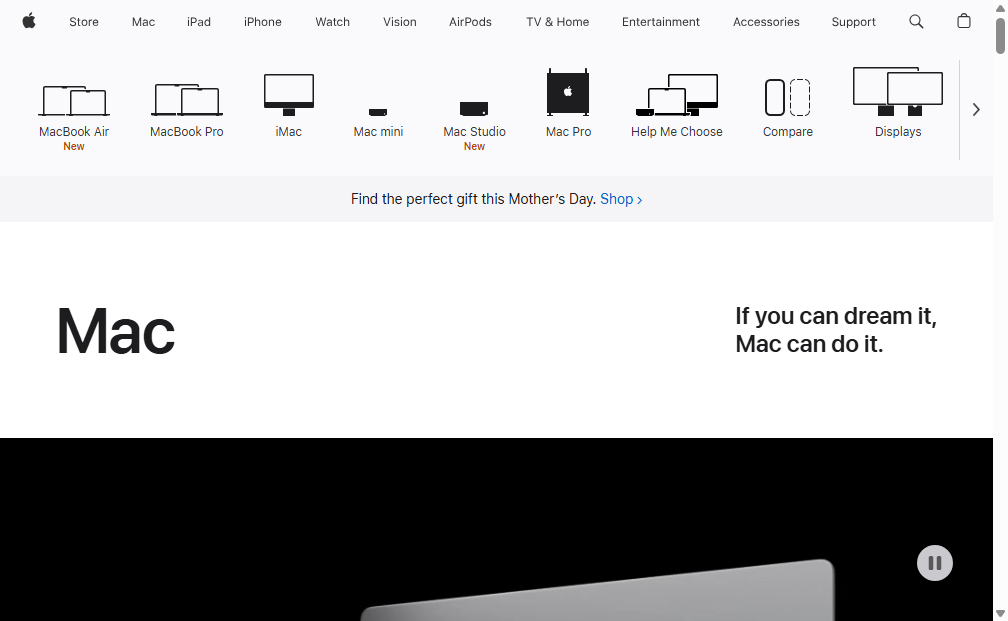 Store Mac iPad iPhone Watch Vision AirPods TV & Home Entertainment Accessories Support
MacBook Air MacBook Pro iMac Mac mini Mac Studio Mac Pro Help Me Choose Compare Displays
New New
Find the perfect gift this Mother’s Day. Shop >
Mac
If you can dream it,
Mac can do it.